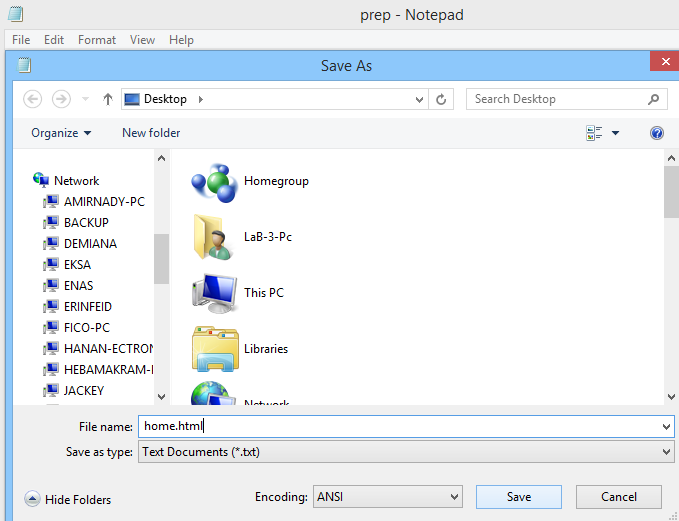 prep - Notepad
File Edit Format View Help
Save As
Desktop
Search Desktop
Organize New folder
Network
AMIRNADY-PC
BACKUP
DEMIANA
EKSA
ENAS
ERINFEID
FICO-PC
HANAN-ECTRON
HEBAMAKRAM-
JACKEY
Homegroup
LaB-3-Pc
This PC
Libraries
Network
File name: home.html
Save as type: Text Documents (*.txt)
Hide Folders
Encoding: ANSI
Save
Cancel